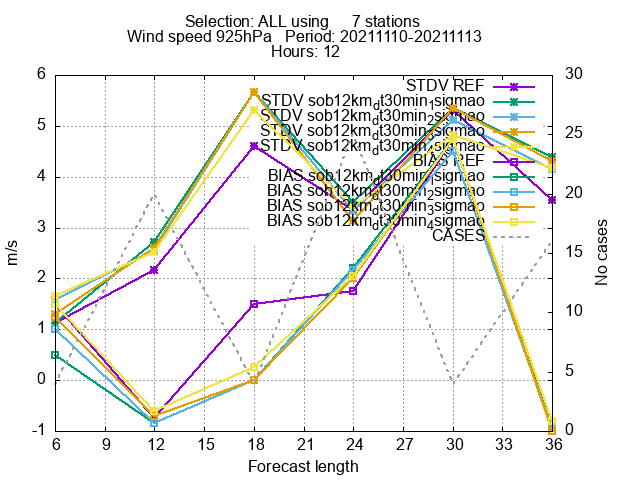 Selection: ALL using 7 stations
Wind speed 925hPa Period: 20211110-20211113
Hours: 12
STDV REF
STDV sob12km_dt30min_1sigmao
STDV sob12km_dt30min_2sigmao
STDV sob12km_dt30min_3sigmao
STDV sob12km_dt30min_4sigmao
BIAS REF
BIAS sob12km_dt30min_1sigmao
BIAS sob12km_dt30min_2sigmao
BIAS sob12km_dt30min_3sigmao
BIAS sob12km_dt30min_4sigmao
CASES
6
5
4
3
2
1
0
-1
m/s
30
25
20
15
10
5
0
No cases
6 9 12 15 18 21 24 27 30 33 36
Forecast length